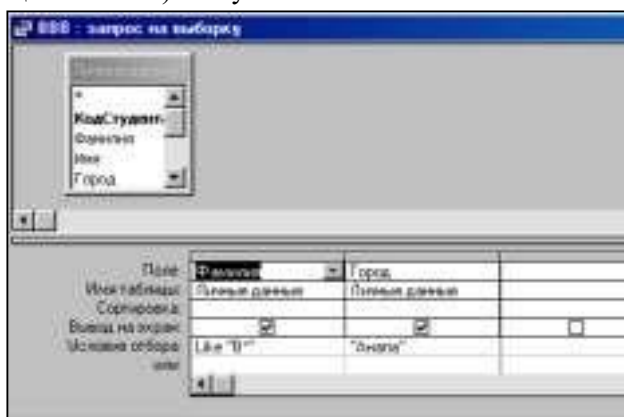 BBB : запрос на выборку
*
КодСтудент
Фамилия
Имя
Город
Поле: Фамилия Город
Имя таблицы: Личные данные Личные данные
Сортировка:
Вывод на экран:
Условие отбора: Like "В*" "Анапа"
или: